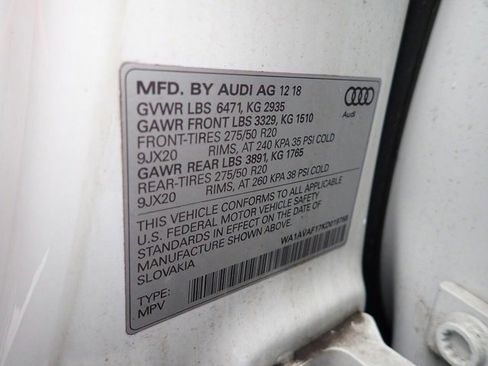 MFD. BY AUDI AG 12 18
GVWR LBS 6471, KG 2935
GAWR FRONT LBS 3329, KG 1510
FRONT-TIRES 275/50 R20
9JX20 RIMS, AT 240 KPA 35 PSI COLD
GAWR REAR LBS 3891, KG 1765
REAR-TIRES 275/50 R20
9JX20 RIMS, AT 260 KPA 38 PSI COLD
THIS VEHICLE CONFORMS TO ALL APPLICABLE
U.S. FEDERAL MOTOR VEHICLE SAFETY
STANDARDS IN EFFECT ON THE DATE OF
MANUFACTURE SHOWN ABOVE.
SLOVAKIA
TYPE:
MPV
Audi